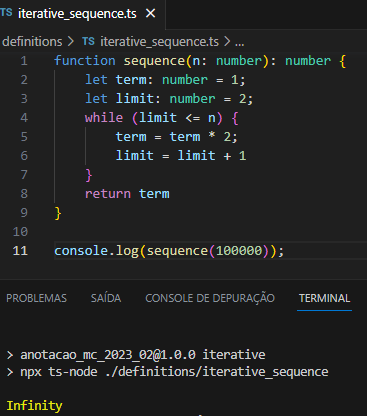 TS iterative_sequence.ts ×
definitions > TS iterative_sequence.ts > ...
1 function sequence(n: number): number {
2 let term: number = 1;
3 let limit: number = 2;
4 while (limit <= n) {
5 term = term * 2;
6 limit = limit + 1
7 }
8 return term
9 }
10
11 console.log(sequence(100000));
PROBLEMAS SAÍDA CONSOLE DE DEPURAÇÃO TERMINAL
> anotacao_mc_2023_02@1.0.0 iterative
> npx ts-node ./definitions/iterative_sequence
Infinity